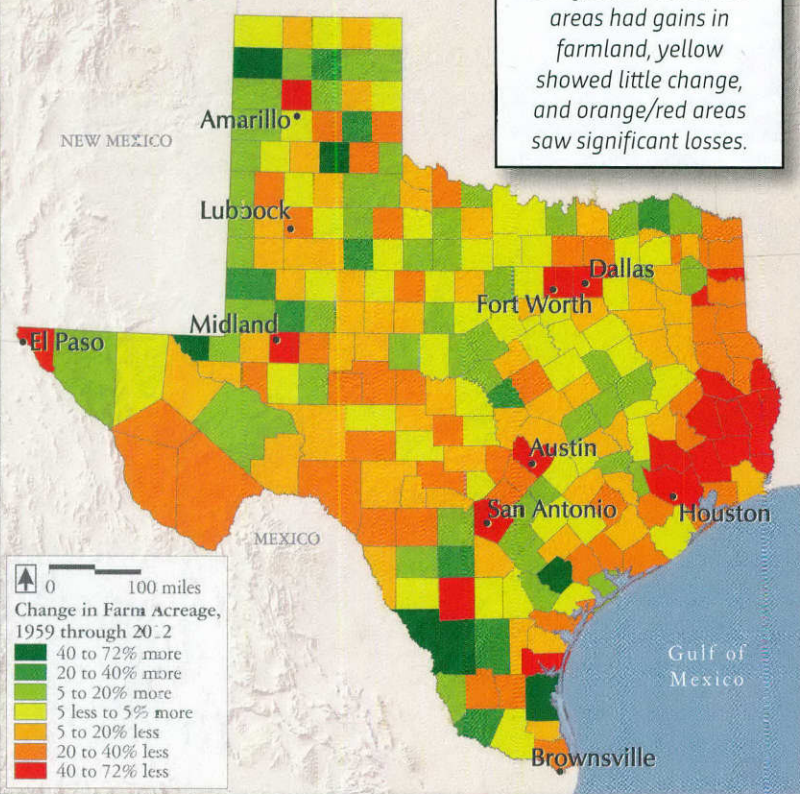 areas had gains in
farmland, yellow
showed little change,
and orange/red areas
saw significant losses.
NEW MEXICO
Amarillo
Lubbock
Dallas
Fort Worth
Midland
El Paso
Austin
San Antonio
Houston
MEXICO
Gulf of
Mexico
Brownsville
0 100 miles
Change in Farm Acreage,
1959 through
40 to 72% more
20 to 40% more
5 to 20% more
5 less to 5% more
5 to 20% less
20 to 40% less
40 to 72% less